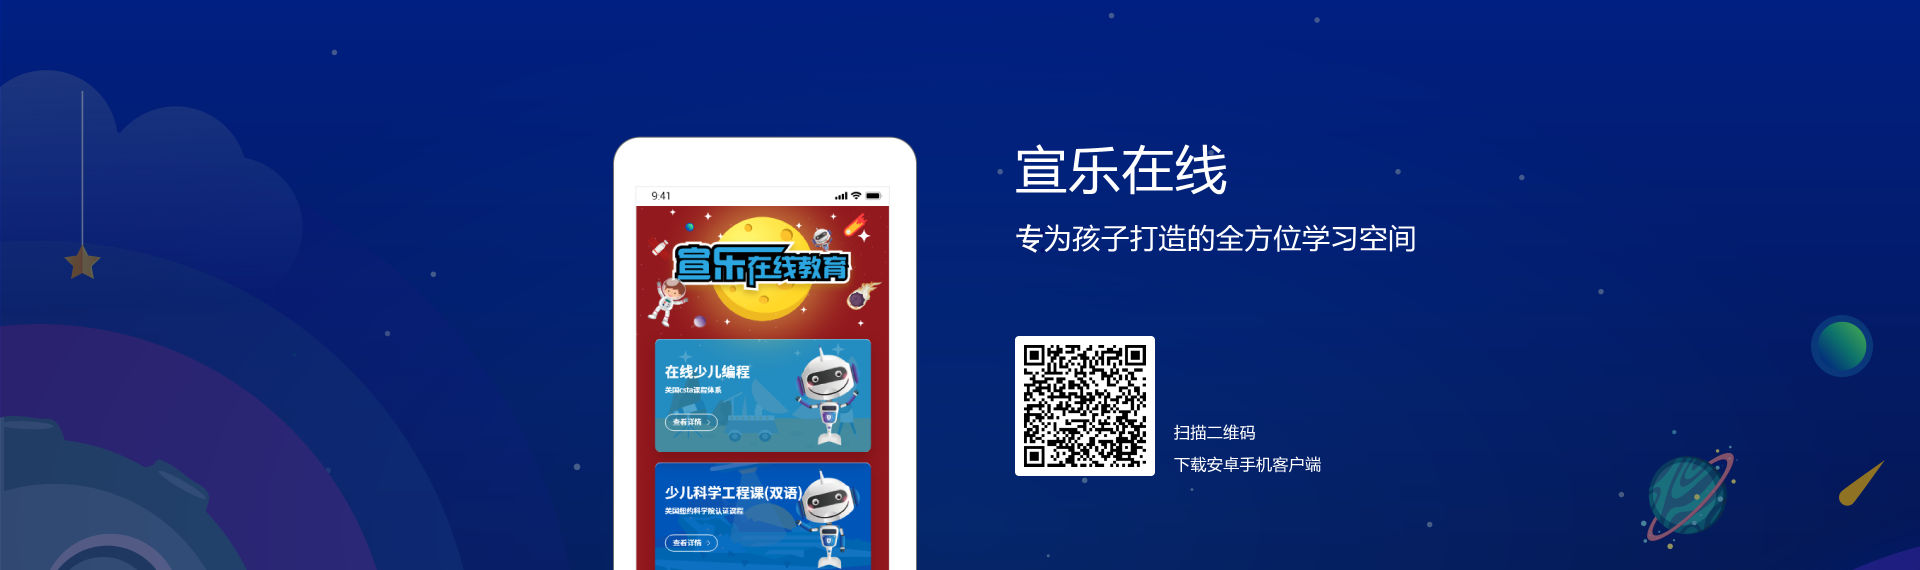 9:41
宣乐在线教育
在线少儿编程
美国csta课程体系
查看详情
少儿科学工程课(双语)
美国纽约科学院认证课程
查看详情
宣乐在线
专为孩子打造的全方位学习空间
扫描二维码
下载安卓手机客户端